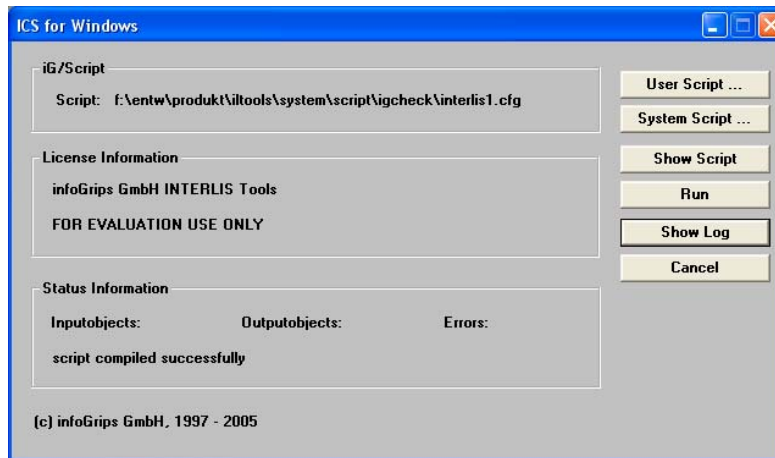 ICS for Windows
iG/Script
Script: f:\entw\produkt\iltools\system\script\igcheck\interlis1.cfg
License Information
infoGrips GmbH INTERLIS Tools
FOR EVALUATION USE ONLY
Status Information
Inputobjects: Outputobjects: Errors:
script compiled successfully
(c) infoGrips GmbH, 1997 - 2005
User Script ...
System Script ...
Show Script
Run
Show Log
Cancel